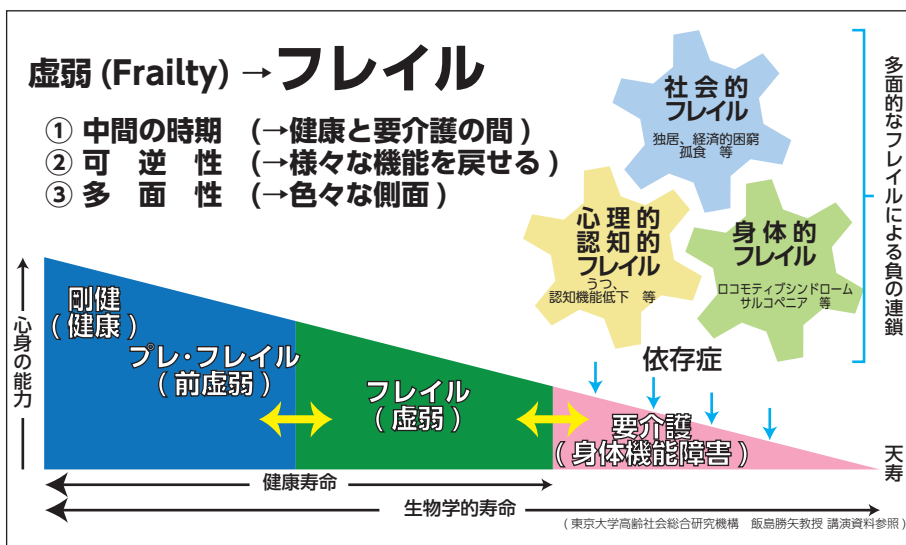 虚弱 (Frailty) → フレイル
① 中間の時期 (→健康と要介護の間)
② 可 逆 性 (→様々な機能を戻せる)
③ 多 面 性 (→色々な側面)
社会的
フレイル
独居、経済的困窮
孤食 等
心理的
認知的
フレイル
うつ、
認知機能低下 等
身体的
フレイル
ロコモティブシンドローム
サルコペニア 等
多面的なフレイルによる負の連鎖
心身の能力
剛健
(健康)
プレ・フレイル
(前虚弱)
フレイル
(虚弱)
依存症
要介護
(身体機能障害)
天寿
健康寿命
生物学的寿命
(東京大学高齢社会総合研究機構 飯島勝矢教授 講演資料参照)